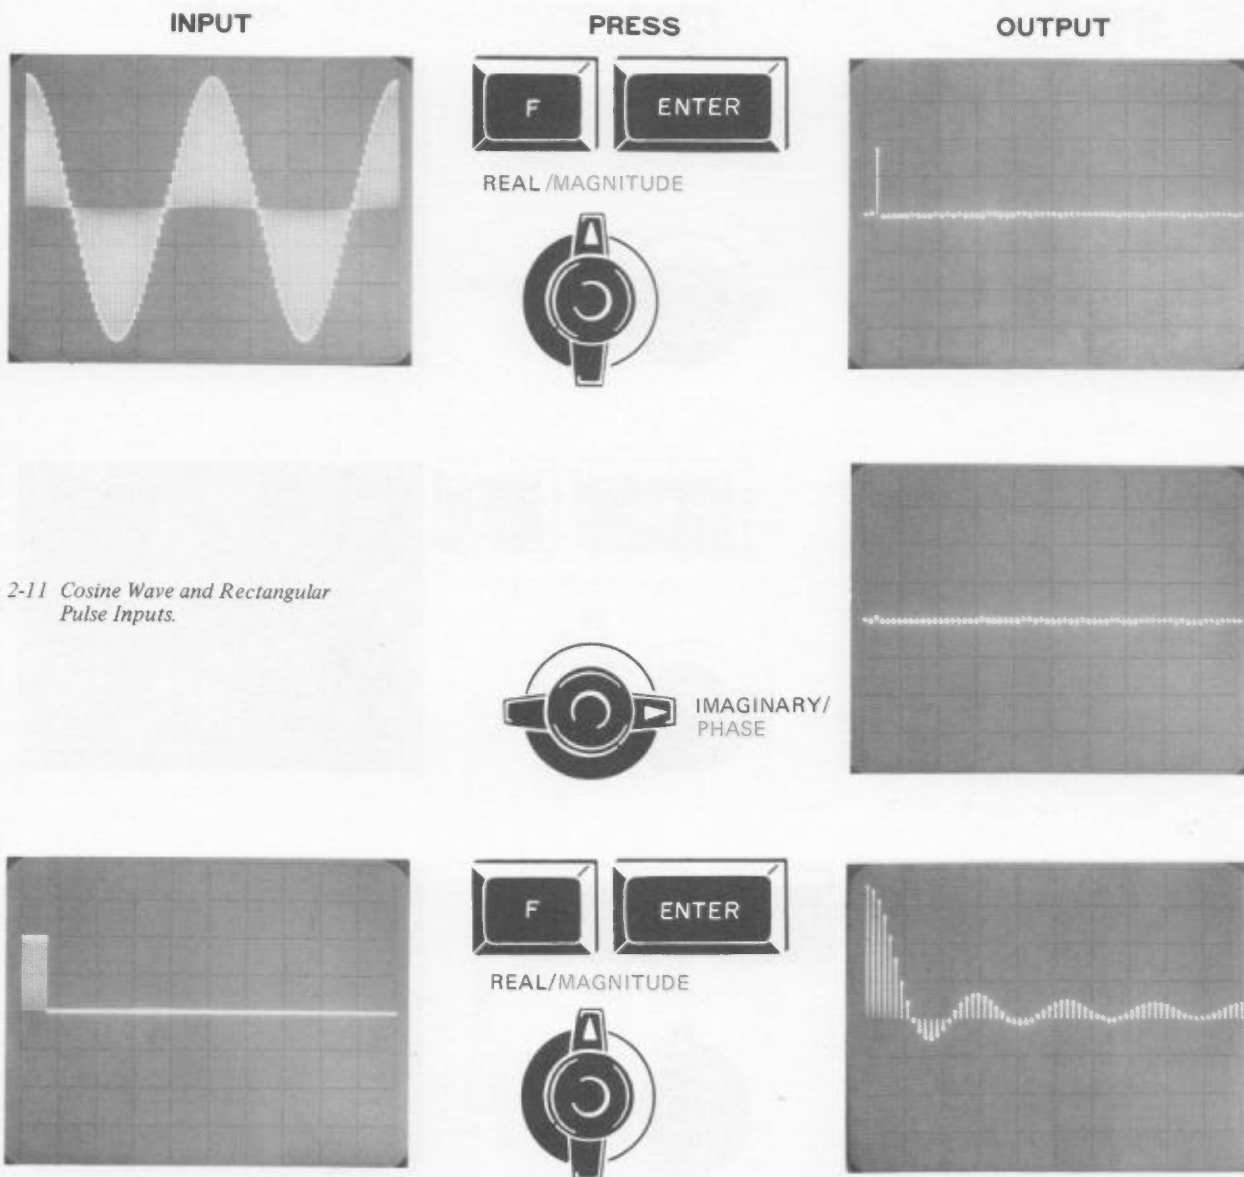 INPUT PRESS OUTPUT
F ENTER
REAL/MAGNITUDE
2-11 Cosine Wave and Rectangular
Pulse Inputs.
IMAGINARY/
PHASE
F ENTER
REAL/MAGNITUDE